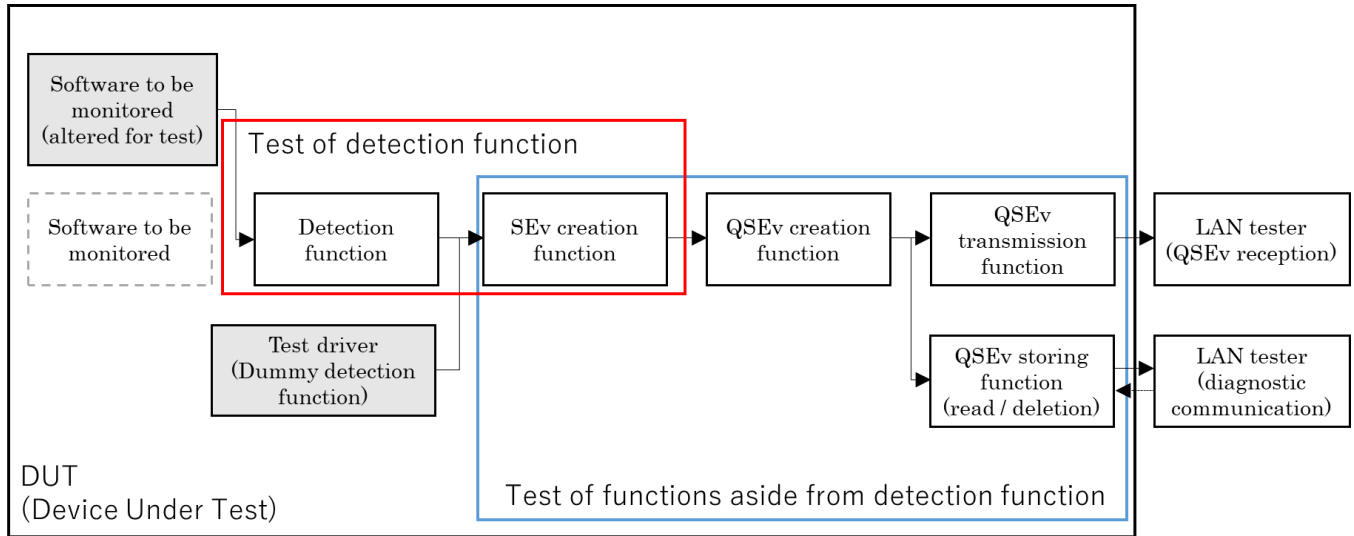 Software to be
monitored
(altered for test)
Test of detection function
Software to be
monitored
Detection
function
SEv creation
function
QSEv creation
function
QSEv
transmission
function
LAN tester
(QSEv reception)
Test driver
(Dummy detection
function)
QSEv storing
function
(read / deletion)
LAN tester
(diagnostic
communication)
DUT
(Device Under Test)
Test of functions aside from detection function